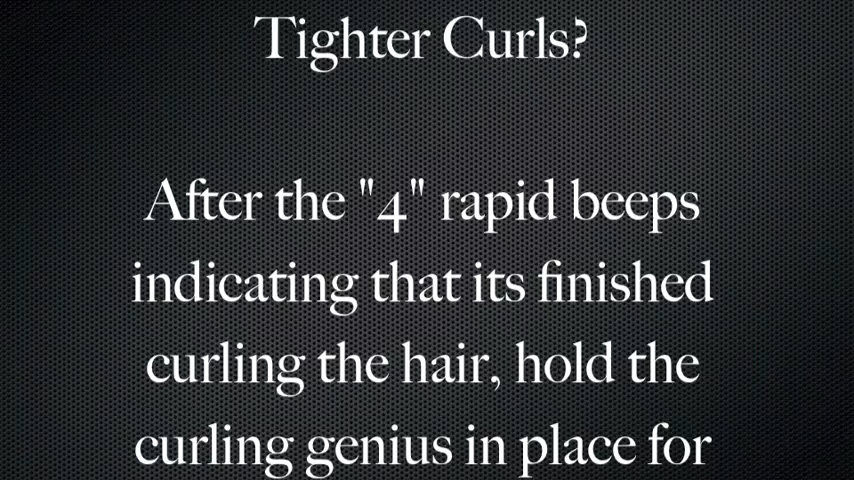 Tighter Curls?
After the "4" rapid beeps
indicating that its finished
curling the hair, hold the
curling genius in place for